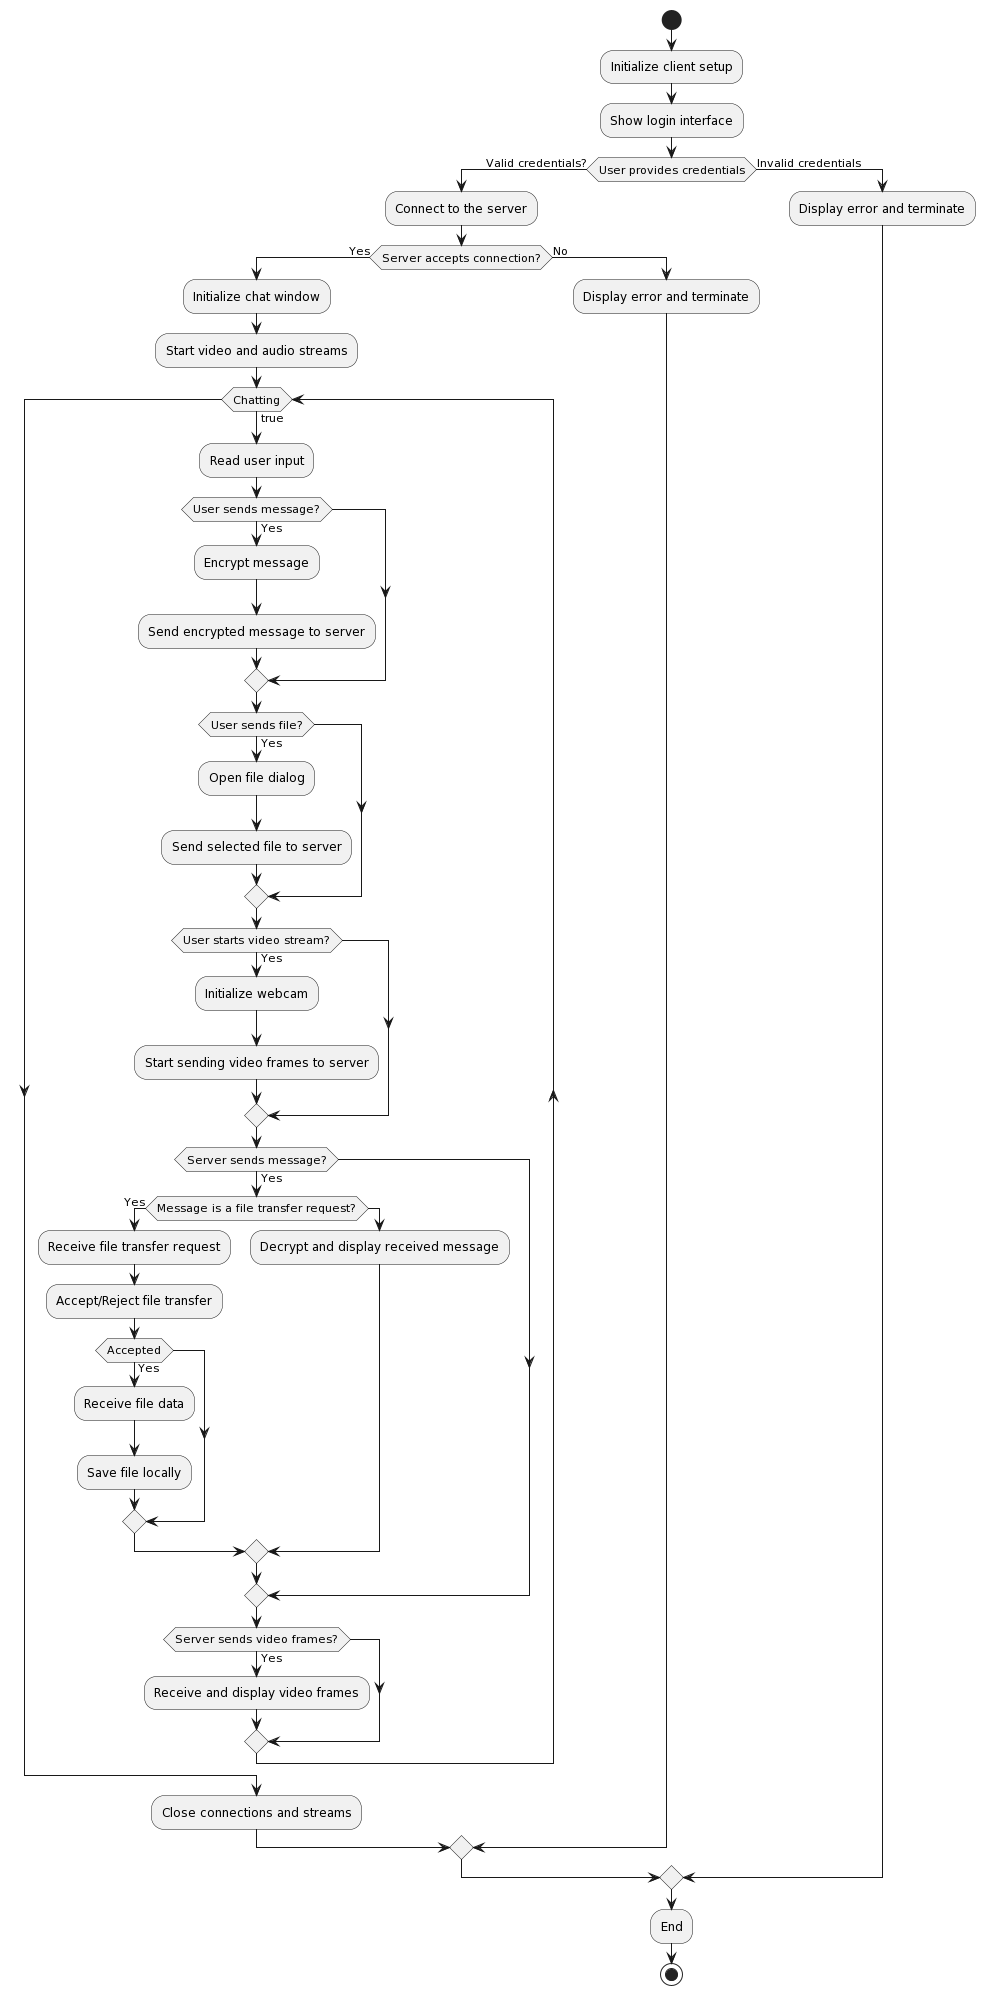 Initialize client setup
Show login interface
Valid credentials?
User provides credentials
Invalid credentials
Connect to the server
Display error and terminate
Yes
Server accepts connection?
No
Initialize chat window
Display error and terminate
Start video and audio streams
Chatting
true
Read user input
User sends message?
Yes
Encrypt message
Send encrypted message to server
User sends file?
Yes
Open file dialog
Send selected file to server
User starts video stream?
Yes
Initialize webcam
Start sending video frames to server
Server sends message?
Yes
Yes
Message is a file transfer request?
Receive file transfer request
Decrypt and display received message
Accept/Reject file transfer
Accepted
Yes
Receive file data
Save file locally
Server sends video frames?
Yes
Receive and display video frames
Close connections and streams
End